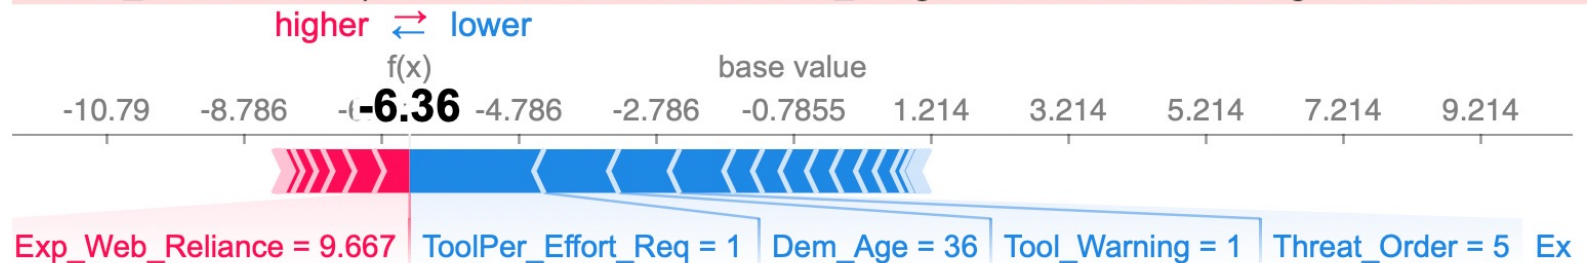 higher lower
f(x) base value
-10.79 -8.786 -6.36 -4.786 -2.786 -0.7855 1.214 3.214 5.214 7.214 9.214
Exp_Web_Reliance = 9.667 ToolPer_Effort_Req = 1 Dem_Age = 36 Tool_Warning = 1 Threat_Order = 5 Ex